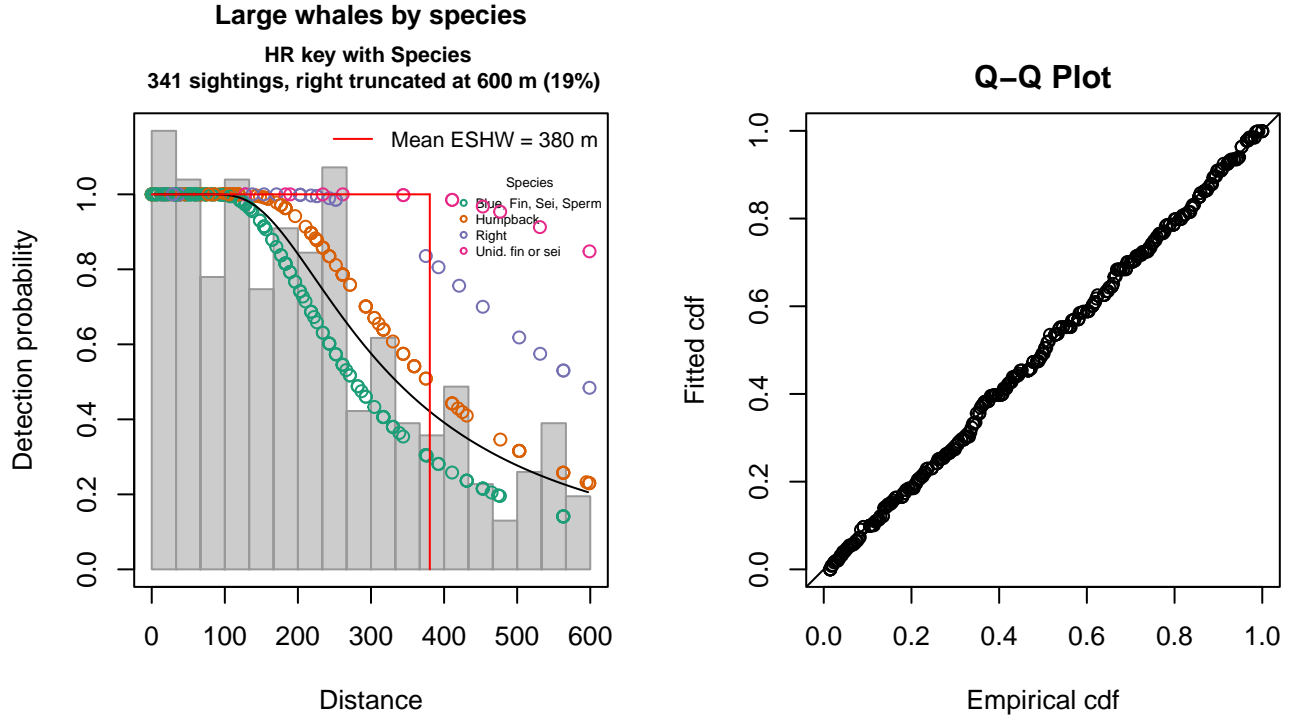 Large whales by species
HR key with Species
341 sightings, right truncated at 600 m (19%)
Mean ESHW = 380 m
Species
Blue, Fin, Sei, Sperm
Humpback
Right
Unid. fin or sei
Detection probability
0.0
0.2
0.4
0.6
0.8
1.0
0 100 200 300 400 500 600
Distance
Q−Q Plot
Fitted cdf
0.0
0.2
0.4
0.6
0.8
1.0
0.0 0.2 0.4 0.6 0.8 1.0
Empirical cdf